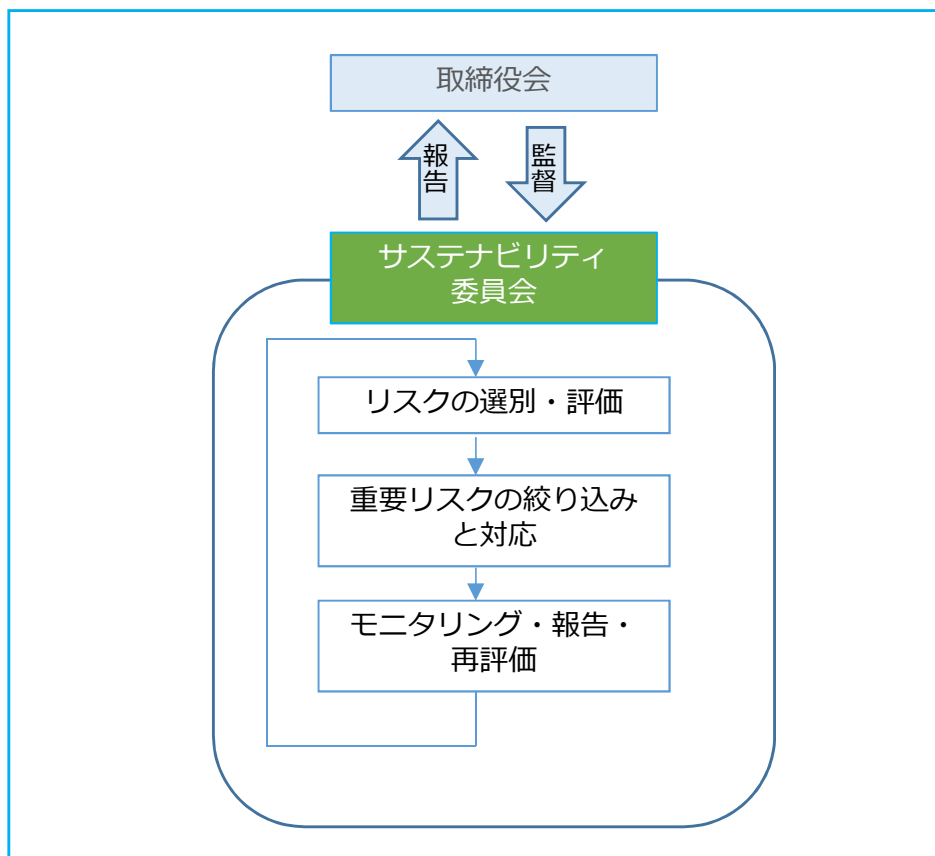 取締役会
報告
監督
サステナビリティ
委員会
リスクの選別・評価
重要リスクの絞り込み
と対応
モニタリング・報告・
再評価